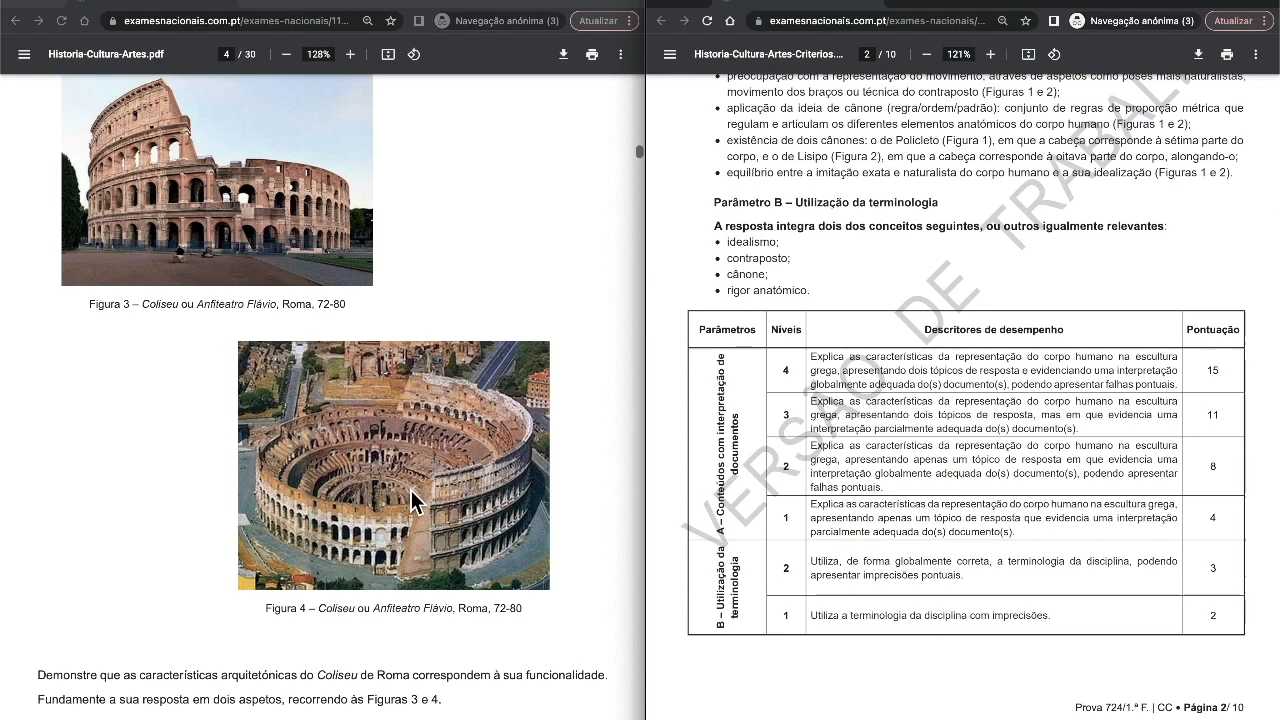 examesnacionais.com.pt/exames-nacionais/11...
Navegação anónima (3)
Atualizar
Historia-Cultura-Artes.pdf
4 / 30
128%
Figura 3 – Coliseu ou Anfiteatro Flávio, Roma, 72-80
Figura 4 – Coliseu ou Anfiteatro Flávio, Roma, 72-80
Demonstre que as características arquitetónicas do Coliseu de Roma correspondem à sua funcionalidade.
Fundamente a sua resposta em dois aspetos, recorrendo às Figuras 3 e 4.
examesnacionais.com.pt/exames-nacionais/...
Navegação anónima (3)
Atualizar
Historia-Cultura-Artes-Criterios....
2 / 10
121%
• preocupação com a representação do movimento, através de aspetos como poses mais naturalistas,
movimento dos braços ou técnica do contraposto (Figuras 1 e 2);
• aplicação da ideia de cânone (regra/ordem/padrão): conjunto de regras de proporção métrica que
regulam e articulam os diferentes elementos anatómicos do corpo humano (Figuras 1 e 2);
• existência de dois cânones: o de Policleto (Figura 1), em que a cabeça corresponde à sétima parte do
corpo, e o de Lisipo (Figura 2), em que a cabeça corresponde à oitava parte do corpo, alongando-o;
• equilíbrio entre a imitação exata e naturalista do corpo humano e a sua idealização (Figuras 1 e 2).
Parâmetro B – Utilização da terminologia
A resposta integra dois dos conceitos seguintes, ou outros igualmente relevantes:
• idealismo;
• contraposto;
• cânone;
• rigor anatómico.
Parâmetros Níveis Descritores de desempenho Pontuação
A – Conteúdos com interpretação de
documentos
4
Explica as características da representação do corpo humano na escultura
grega, apresentando dois tópicos de resposta e evidenciando uma interpretação
globalmente adequada do(s) documento(s), podendo apresentar falhas pontuais.
15
3
Explica as características da representação do corpo humano na escultura
grega, apresentando dois tópicos de resposta, mas em que evidencia uma
interpretação parcialmente adequada do(s) documento(s).
11
2
Explica as características da representação do corpo humano na escultura
grega, apresentando apenas um tópico de resposta em que evidencia uma
interpretação globalmente adequada do(s) documento(s), podendo apresentar
falhas pontuais.
8
1
Explica as características da representação do corpo humano na escultura grega,
apresentando apenas um tópico de resposta que evidencia uma interpretação
parcialmente adequada do(s) documento(s).
4
B – Utilização da
terminologia
2
Utiliza, de forma globalmente correta, a terminologia da disciplina, podendo
apresentar imprecisões pontuais.
3
1
Utiliza a terminologia da disciplina com imprecisões.
2
VERSÃO DE TRABAL
Prova 724/1.ª F. | CC • Página 2/ 10